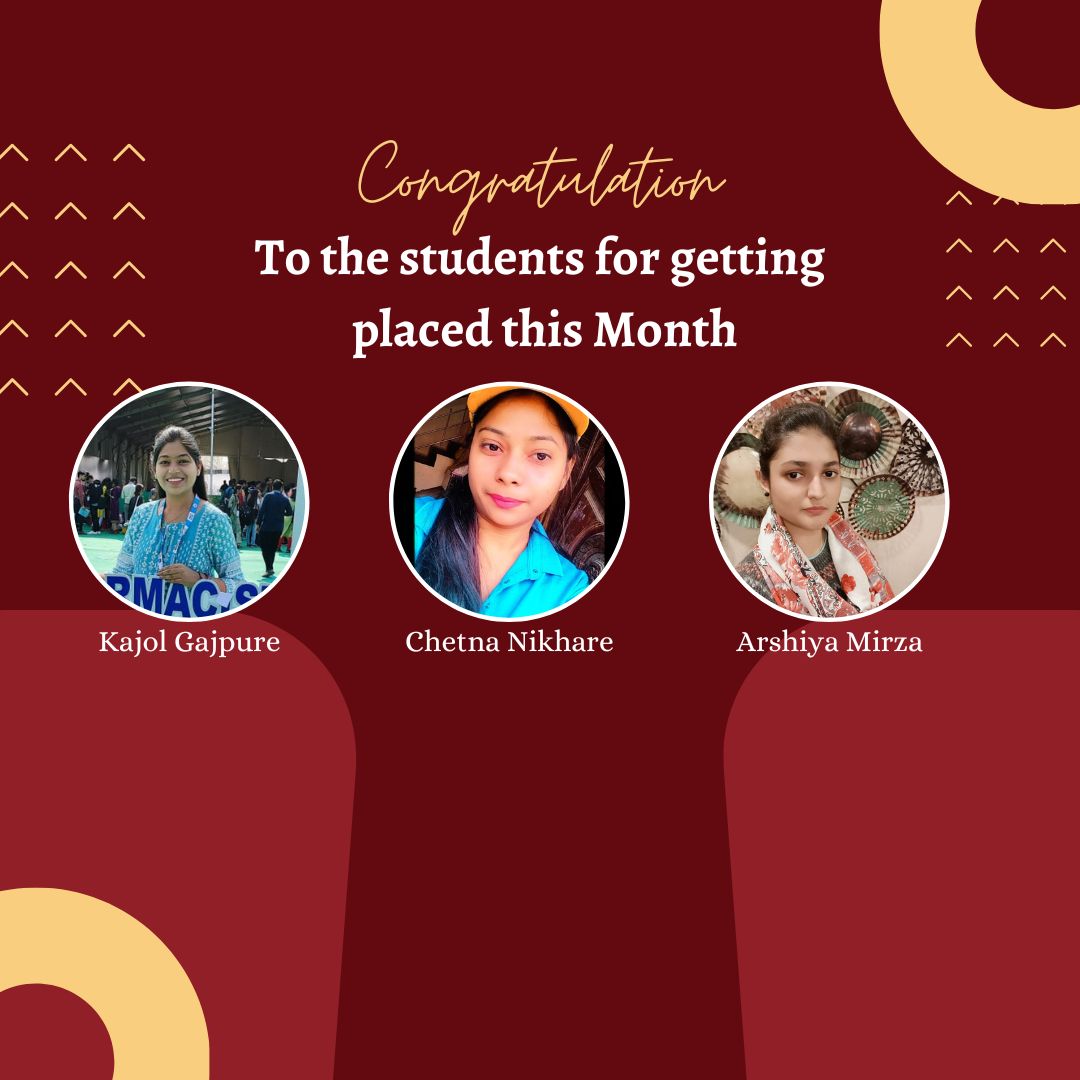 Congratulation
To the students for getting
placed this Month
Kajol Gajpure
Chetna Nikhare
Arshiya Mirza